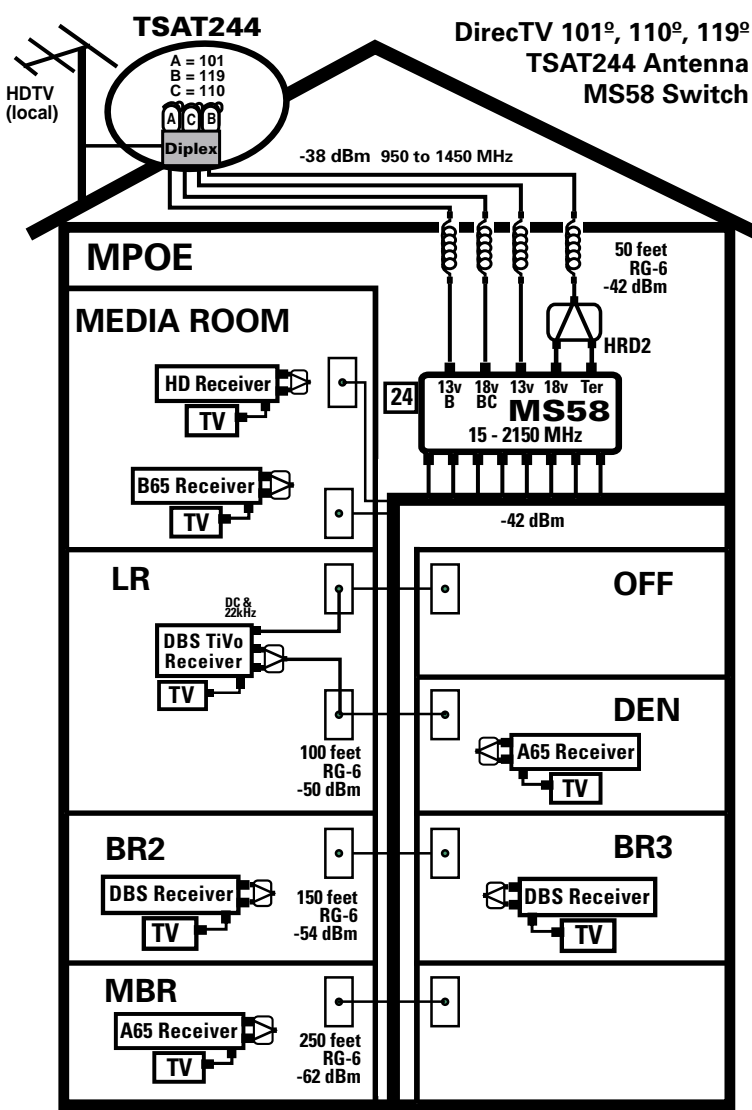 TSAT244
DirecTV 101º, 110º, 119º
TSAT244 Antenna
MS58 Switch
HDTV
(local)
A = 101
B = 119
C = 110
A C B
Diplex
-38 dBm 950 to 1450 MHz
MPOE
50 feet
RG-6
-42 dBm
HRD2
MEDIA ROOM
HD Receiver
TV
24
13v 18v 13v 18v Ter
B BC
MS58
15 - 2150 MHz
B65 Receiver
TV
-42 dBm
LR
DC &
22kHz
DBS TiVo
Receiver
TV
100 feet
RG-6
-50 dBm
OFF
DEN
A65 Receiver
TV
BR2
DBS Receiver
TV
150 feet
RG-6
-54 dBm
BR3
DBS Receiver
TV
MBR
A65 Receiver
TV
250 feet
RG-6
-62 dBm